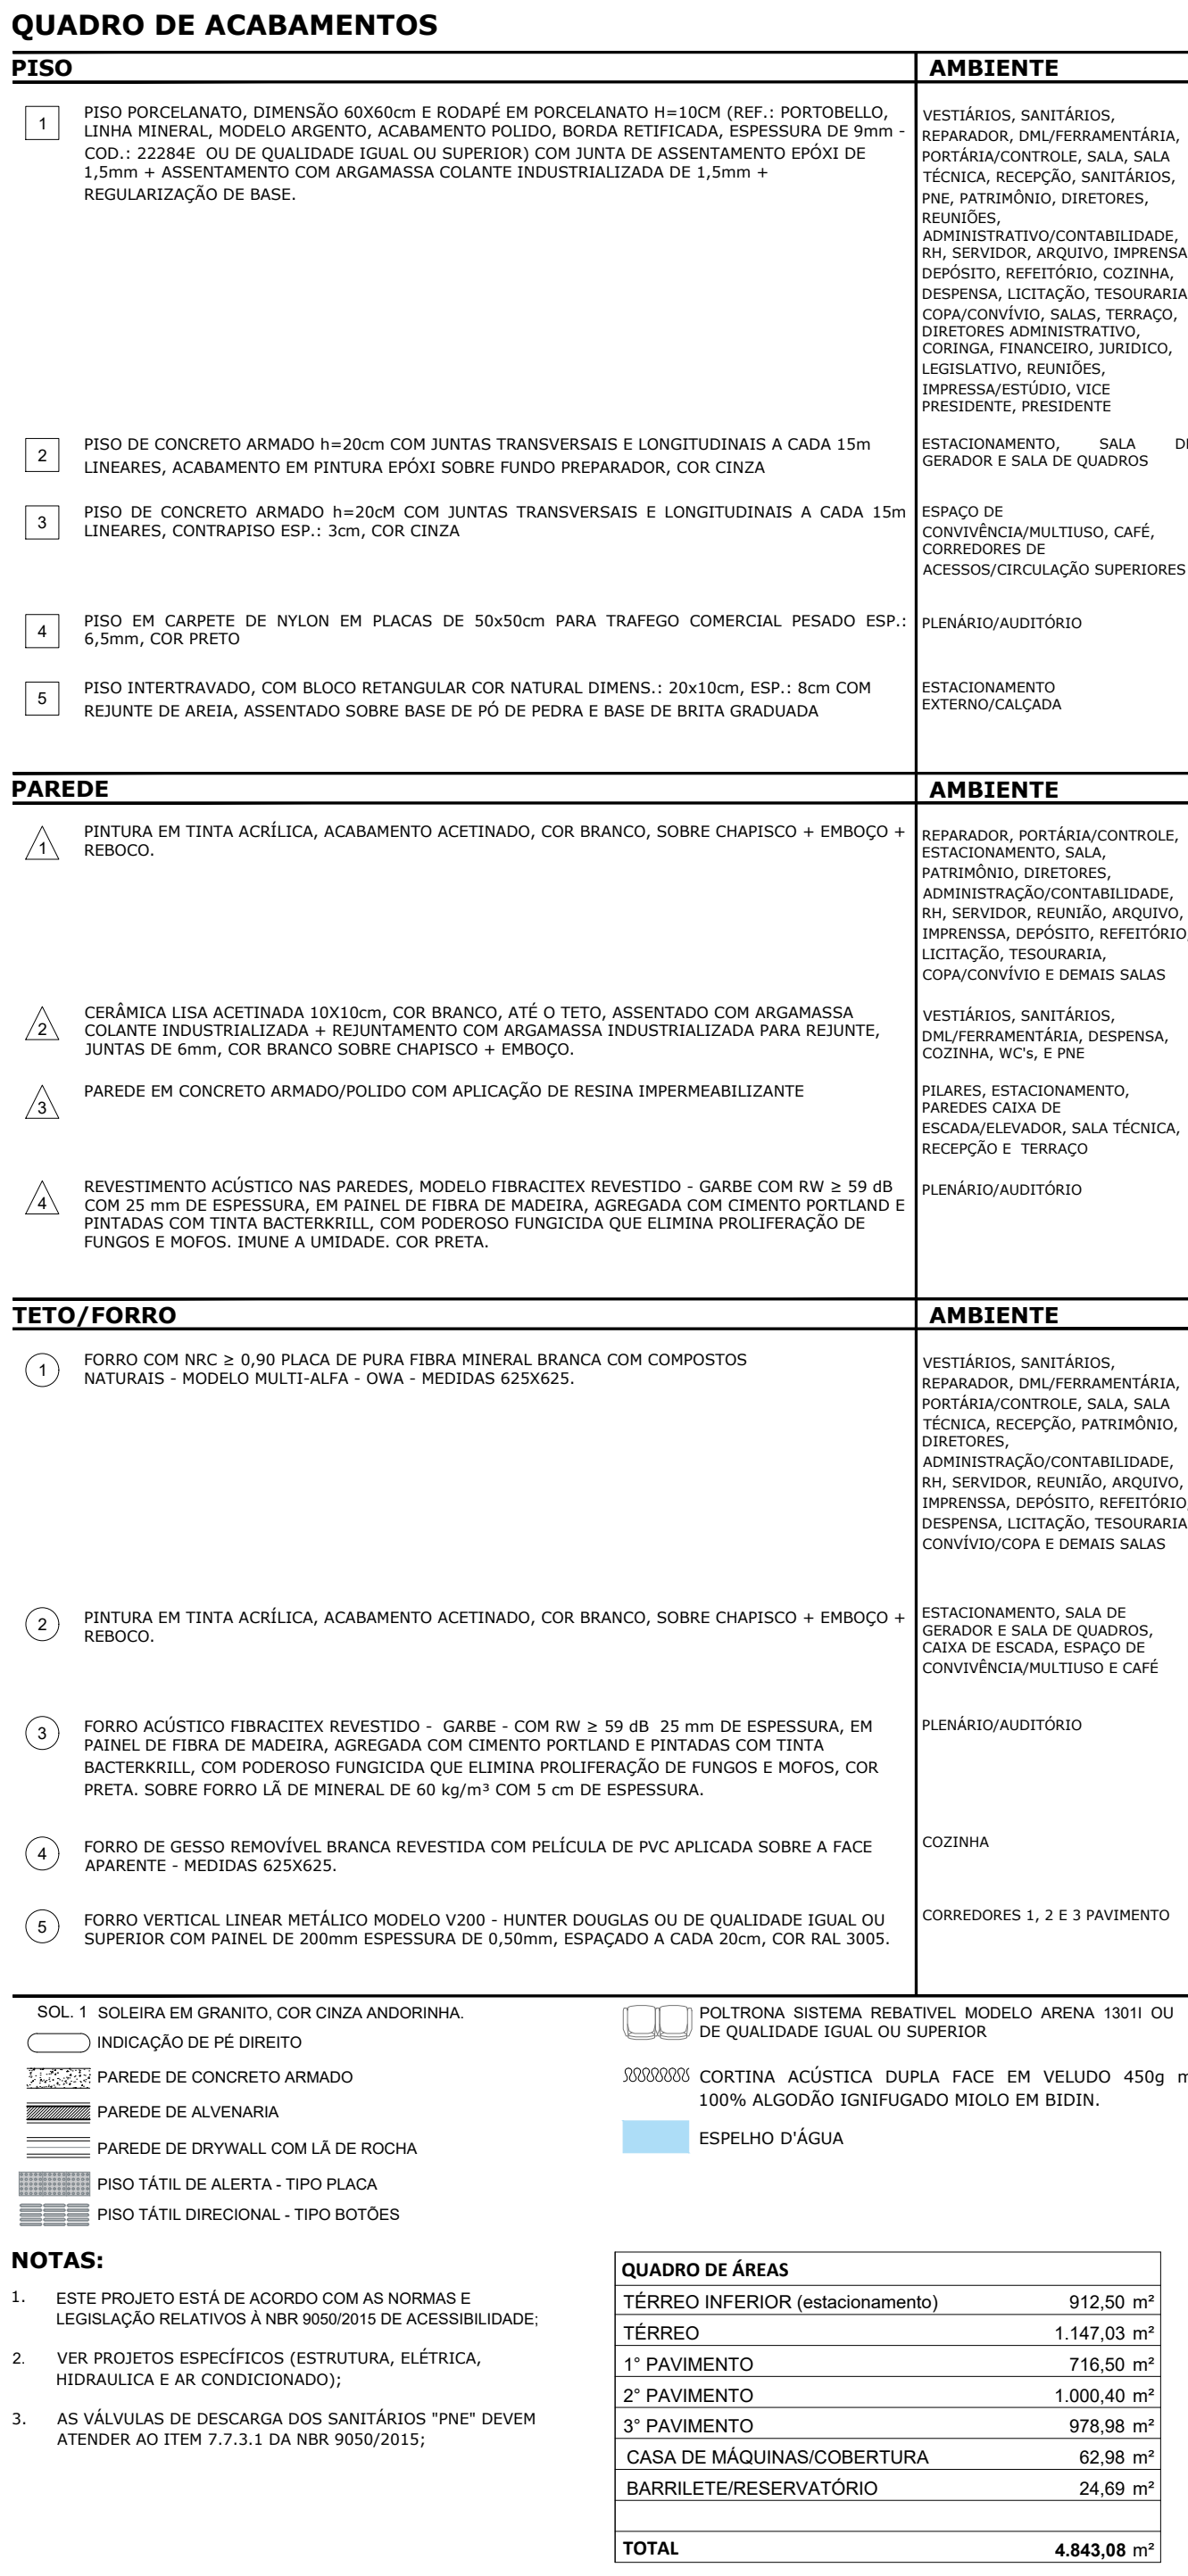 QUADRO DE ACABAMENTOS
PISO
AMBIENTE
1
PISO PORCELANATO, DIMENSÃO 60X60cm E RODAPÉ EM PORCELANATO H=10CM (REF.: PORTOBELLO,
LINHA MINERAL, MODELO ARGENTO, ACABAMENTO POLIDO, BORDA RETIFICADA, ESPESSURA DE 9mm -
COD.: 22284E OU DE QUALIDADE IGUAL OU SUPERIOR) COM JUNTA DE ASSENTAMENTO EPÓXI DE
1,5mm + ASSENTAMENTO COM ARGAMASSA COLANTE INDUSTRIALIZADA DE 1,5mm +
REGULARIZAÇÃO DE BASE.
VESTIÁRIOS, SANITÁRIOS,
REPARADOR, DML/FERRAMENTÁRIA,
PORTÁRIA/CONTROLE, SALA, SALA
TÉCNICA, RECEPÇÃO, SANITÁRIOS,
PNE, PATRIMÔNIO, DIRETORES,
REUNIÕES,
ADMINISTRATIVO/CONTABILIDADE,
RH, SERVIDOR, ARQUIVO, IMPRENSA
DEPÓSITO, REFEITÓRIO, COZINHA,
DESPENSA, LICITAÇÃO, TESOURARIA
COPA/CONVÍVIO, SALAS, TERRAÇO,
DIRETORES ADMINISTRATIVO,
CORINGA, FINANCEIRO, JURIDICO,
LEGISLATIVO, REUNIÕES,
IMPRESSA/ESTÚDIO, VICE
PRESIDENTE, PRESIDENTE
2
PISO DE CONCRETO ARMADO h=20cm COM JUNTAS TRANSVERSAIS E LONGITUDINAIS A CADA 15m
LINEARES, ACABAMENTO EM PINTURA EPÓXI SOBRE FUNDO PREPARADOR, COR CINZA
ESTACIONAMENTO, SALA
GERADOR E SALA DE QUADROS
3
PISO DE CONCRETO ARMADO h=20cM COM JUNTAS TRANSVERSAIS E LONGITUDINAIS A CADA 15m
LINEARES, CONTRAPISO ESP.: 3cm, COR CINZA
ESPAÇO DE
CONVIVÊNCIA/MULTIUSO, CAFÉ,
CORREDORES DE
ACESSOS/CIRCULAÇÃO SUPERIORES
4
PISO EM CARPETE DE NYLON EM PLACAS DE 50x50cm PARA TRAFEGO COMERCIAL PESADO ESP.:
6,5mm, COR PRETO
PLENÁRIO/AUDITÓRIO
5
PISO INTERTRAVADO, COM BLOCO RETANGULAR COR NATURAL DIMENS.: 20x10cm, ESP.: 8cm COM
REJUNTE DE AREIA, ASSENTADO SOBRE BASE DE PÓ DE PEDRA E BASE DE BRITA GRADUADA
ESTACIONAMENTO
EXTERNO/CALÇADA
PAREDE
AMBIENTE
1
PINTURA EM TINTA ACRÍLICA, ACABAMENTO ACETINADO, COR BRANCO, SOBRE CHAPISCO + EMBOÇO +
REBOCO.
REPARADOR, PORTÁRIA/CONTROLE,
ESTACIONAMENTO, SALA,
PATRIMÔNIO, DIRETORES,
ADMINISTRAÇÃO/CONTABILIDADE,
RH, SERVIDOR, REUNIÃO, ARQUIVO,
IMPRENSSA, DEPÓSITO, REFEITÓRIO,
LICITAÇÃO, TESOURARIA,
COPA/CONVÍVIO E DEMAIS SALAS
2
CERÂMICA LISA ACETINADA 10X10cm, COR BRANCO, ATÉ O TETO, ASSENTADO COM ARGAMASSA
COLANTE INDUSTRIALIZADA + REJUNTAMENTO COM ARGAMASSA INDUSTRIALIZADA PARA REJUNTE,
JUNTAS DE 6mm, COR BRANCO SOBRE CHAPISCO + EMBOÇO.
VESTIÁRIOS, SANITÁRIOS,
DML/FERRAMENTÁRIA, DESPENSA,
COZINHA, WC's, E PNE
3
PAREDE EM CONCRETO ARMADO/POLIDO COM APLICAÇÃO DE RESINA IMPERMEABILIZANTE
PILARES, ESTACIONAMENTO,
PAREDES CAIXA DE
ESCADA/ELEVADOR, SALA TÉCNICA,
RECEPÇÃO E TERRAÇO
4
REVESTIMENTO ACÚSTICO NAS PAREDES, MODELO FIBRACITEX REVESTIDO - GARBE COM RW ≥ 59 dB
COM 25 mm DE ESPESSURA, EM PAINEL DE FIBRA DE MADEIRA, AGREGADA COM CIMENTO PORTLAND E
PINTADAS COM TINTA BACTERKRILL, COM PODEROSO FUNGICIDA QUE ELIMINA PROLIFERAÇÃO DE
FUNGOS E MOFOS. IMUNE A UMIDADE. COR PRETA.
PLENÁRIO/AUDITÓRIO
TETO/FORRO
AMBIENTE
1
FORRO COM NRC ≥ 0,90 PLACA DE PURA FIBRA MINERAL BRANCA COM COMPOSTOS
NATURAIS - MODELO MULTI-ALFA - OWA - MEDIDAS 625X625.
VESTIÁRIOS, SANITÁRIOS,
REPARADOR, DML/FERRAMENTÁRIA,
PORTÁRIA/CONTROLE, SALA, SALA
TÉCNICA, RECEPÇÃO, PATRIMÔNIO,
DIRETORES,
ADMINISTRAÇÃO/CONTABILIDADE,
RH, SERVIDOR, REUNIÃO, ARQUIVO,
IMPRENSSA, DEPÓSITO, REFEITÓRIO,
DESPENSA, LICITAÇÃO, TESOURARIA
CONVÍVIO/COPA E DEMAIS SALAS
2
PINTURA EM TINTA ACRÍLICA, ACABAMENTO ACETINADO, COR BRANCO, SOBRE CHAPISCO + EMBOÇO +
REBOCO.
ESTACIONAMENTO, SALA DE
GERADOR E SALA DE QUADROS,
CAIXA DE ESCADA, ESPAÇO DE
CONVIVÊNCIA/MULTIUSO E CAFÉ
3
FORRO ACÚSTICO FIBRACITEX REVESTIDO - GARBE - COM RW ≥ 59 dB 25 mm DE ESPESSURA, EM
PAINEL DE FIBRA DE MADEIRA, AGREGADA COM CIMENTO PORTLAND E PINTADAS COM TINTA
BACTERKRILL, COM PODEROSO FUNGICIDA QUE ELIMINA PROLIFERAÇÃO DE FUNGOS E MOFOS, COR
PRETA. SOBRE FORRO LÃ DE MINERAL DE 60 kg/m³ COM 5 cm DE ESPESSURA.
PLENÁRIO/AUDITÓRIO
4
FORRO DE GESSO REMOVÍVEL BRANCA REVESTIDA COM PELÍCULA DE PVC APLICADA SOBRE A FACE
APARENTE - MEDIDAS 625X625.
COZINHA
5
FORRO VERTICAL LINEAR METÁLICO MODELO V200 - HUNTER DOUGLAS OU DE QUALIDADE IGUAL OU
SUPERIOR COM PAINEL DE 200mm ESPESSURA DE 0,50mm, ESPAÇADO A CADA 20cm, COR RAL 3005.
CORREDORES 1, 2 E 3 PAVIMENTO
SOL. 1 SOLEIRA EM GRANITO, COR CINZA ANDORINHA.
INDICAÇÃO DE PÉ DIREITO
PAREDE DE CONCRETO ARMADO
PAREDE DE ALVENARIA
PAREDE DE DRYWALL COM LÃ DE ROCHA
PISO TÁTIL DE ALERTA - TIPO PLACA
PISO TÁTIL DIRECIONAL - TIPO BOTÕES
POLTRONA SISTEMA REBATIVEL MODELO ARENA 1301I OU
DE QUALIDADE IGUAL OU SUPERIOR
CORTINA ACÚSTICA DUPLA FACE EM VELUDO 450g
100% ALGODÃO IGNIFUGADO MIOLO EM BIDIN.
ESPELHO D'ÁGUA
NOTAS:
1. ESTE PROJETO ESTÁ DE ACORDO COM AS NORMAS E
LEGISLAÇÃO RELATIVOS À NBR 9050/2015 DE ACESSIBILIDADE;
2. VER PROJETOS ESPECÍFICOS (ESTRUTURA, ELÉTRICA,
HIDRAULICA E AR CONDICIONADO);
3. AS VÁLVULAS DE DESCARGA DOS SANITÁRIOS "PNE" DEVEM
ATENDER AO ITEM 7.7.3.1 DA NBR 9050/2015;
QUADRO DE ÁREAS
TÉRREO INFERIOR (estacionamento) 912,50 m²
TÉRREO 1.147,03 m²
1° PAVIMENTO 716,50 m²
2° PAVIMENTO 1.000,40 m²
3° PAVIMENTO 978,98 m²
CASA DE MÁQUINAS/COBERTURA 62,98 m²
BARRILETE/RESERVATÓRIO 24,69 m²
TOTAL 4.843,08 m²